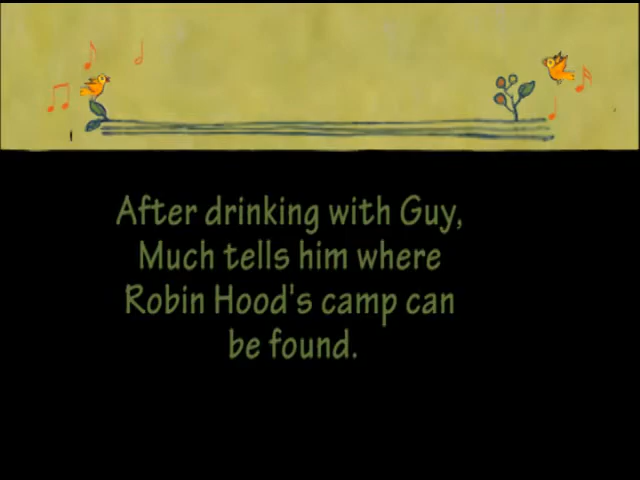 After drinking with Guy,
Much tells him where
Robin Hood's camp can
be found.